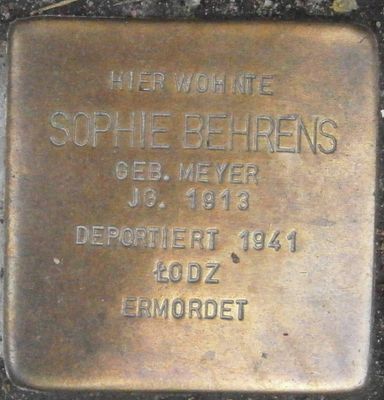 HIER WOHNTE
SOPHIE BEHRENS
GEB. MEYER
JG. 1913
DEPORTIERT 1941
ŁODZ
ERMORDET